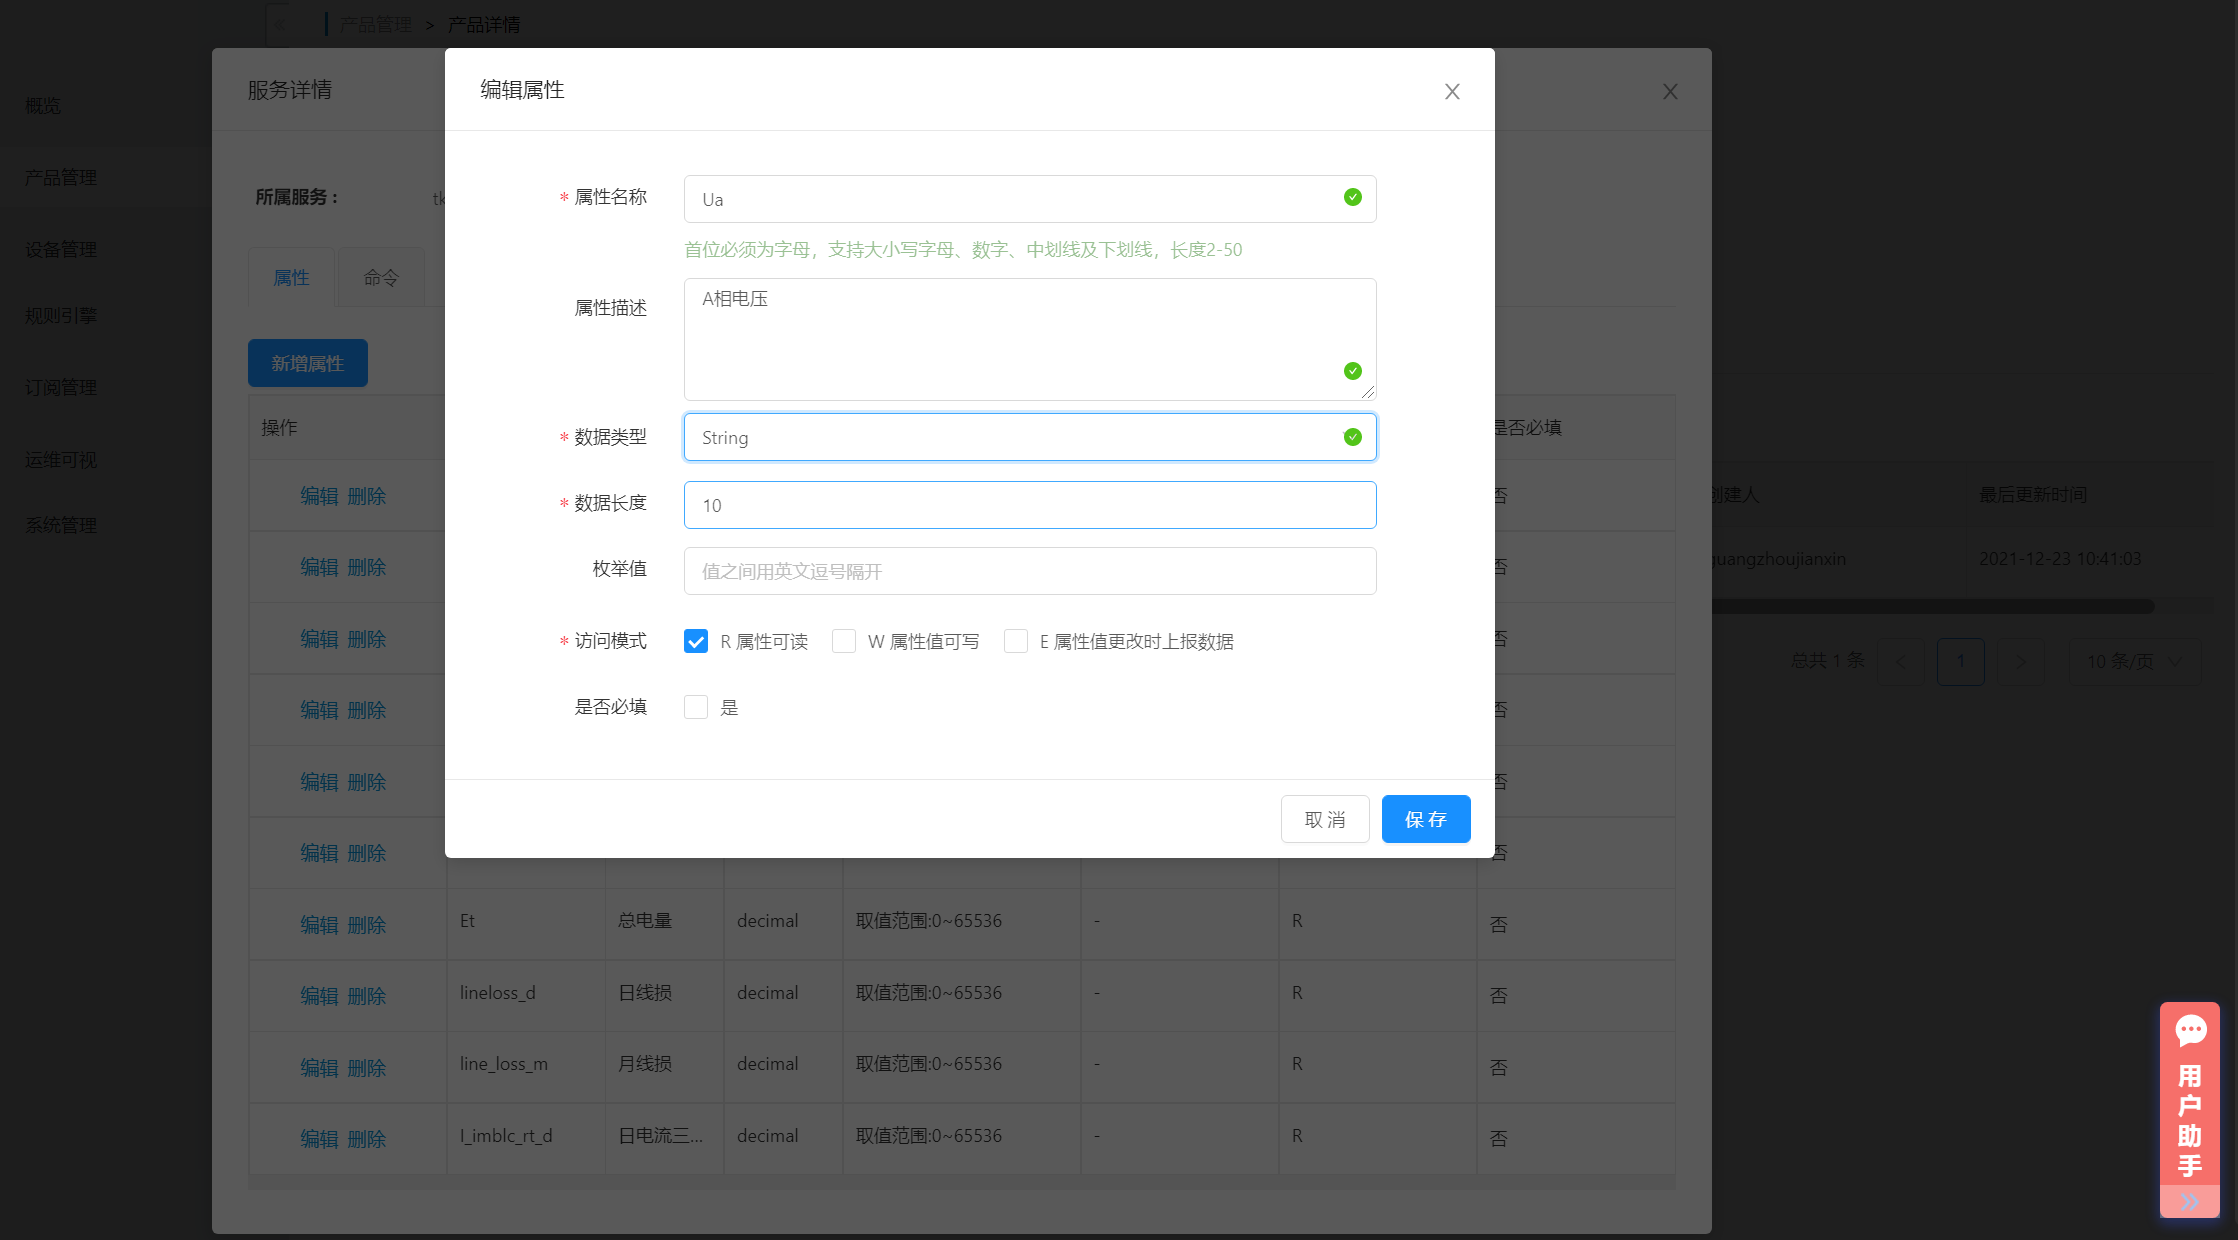 产品管理 > 产品详情
概览
产品管理
设备管理
规则引擎
订阅管理
运维可视
系统管理
服务详情
所属服务：
属性 命令
新增属性
操作
是否必填
编辑 删除 否
编辑 删除 否
编辑 删除 否
编辑 删除 否
编辑 删除 否
编辑 删除 否
编辑 删除 Et 总电量 decimal 取值范围:0~65536 - R 否
编辑 删除 lineloss_d 日线损 decimal 取值范围:0~65536 - R 否
编辑 删除 line_loss_m 月线损 decimal 取值范围:0~65536 - R 否
编辑 删除 I_imblc_rt_d 日电流三... decimal 取值范围:0~65536 - R 否
编辑属性
* 属性名称 Ua
首位必须为字母，支持大小写字母、数字、中划线及下划线，长度2-50
属性描述 A相电压
* 数据类型 String
* 数据长度 10
枚举值 值之间用英文逗号隔开
* 访问模式 R 属性可读 W 属性值可写 E 属性值更改时上报数据
是否必填 是
取 消 保 存
创建人 最后更新时间
guangzhoujianxin 2021-12-23 10:41:03
总共 1 条 < 1 > 10 条/页
用户助手